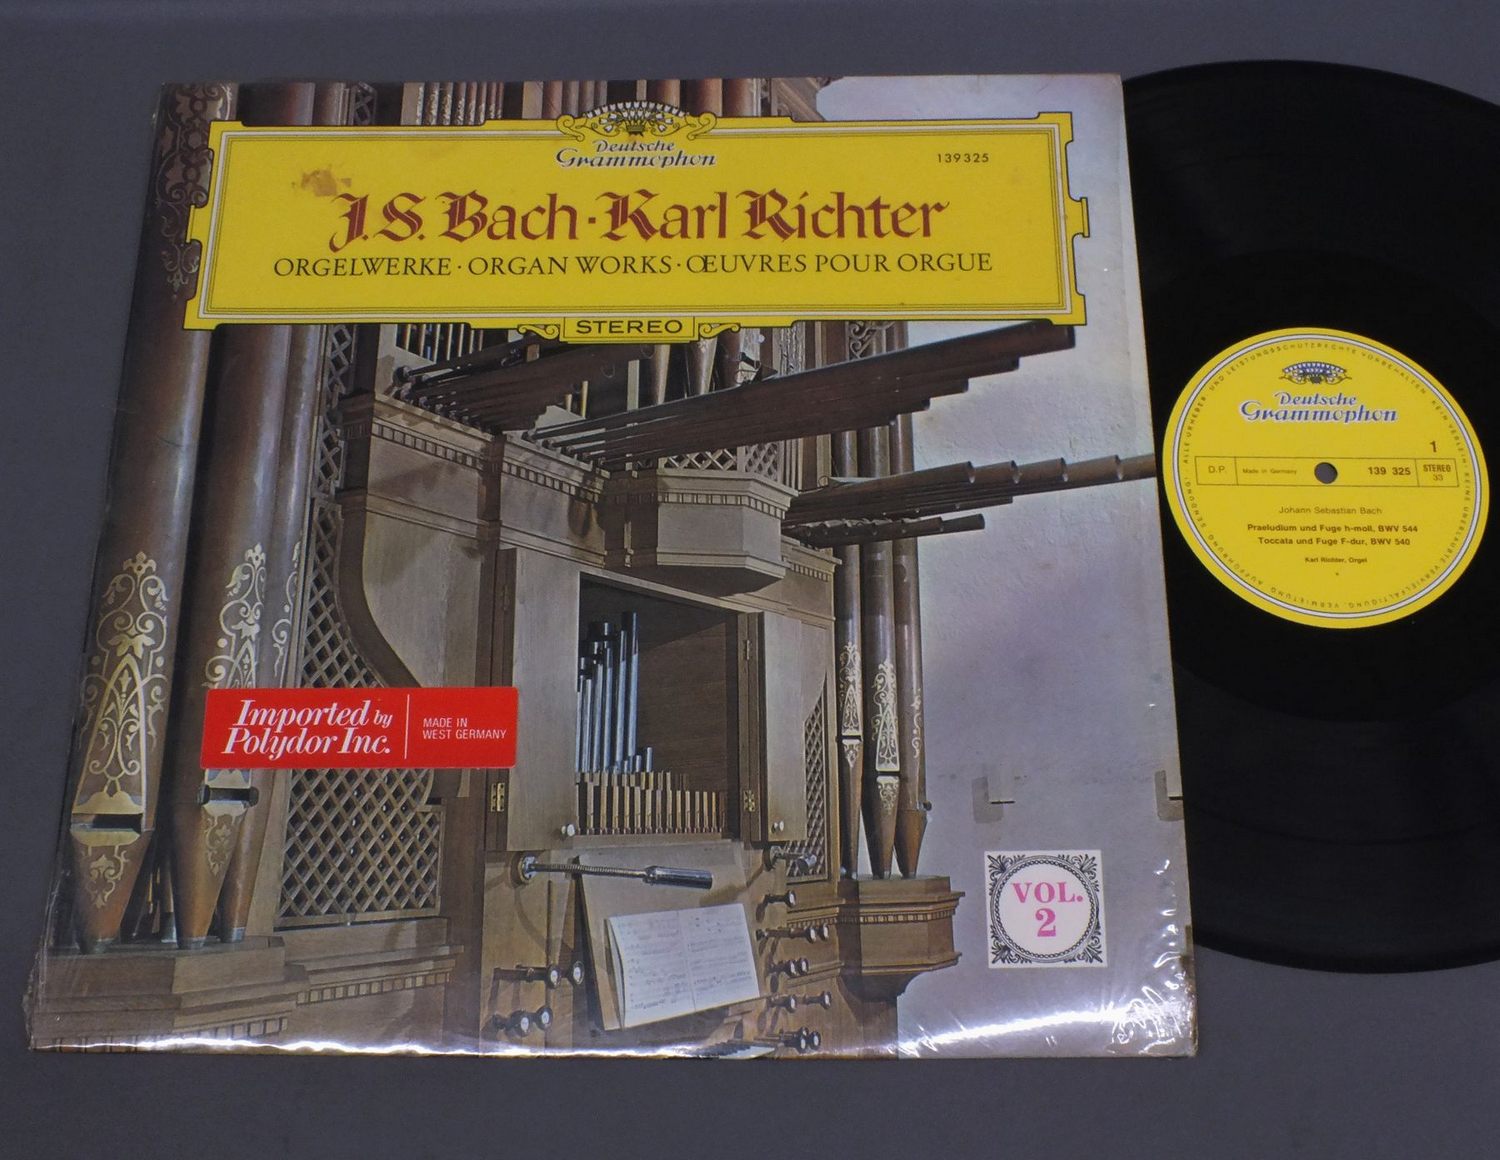 Deutsche
Grammophon
139325
J.S. Bach · Karl Richter
ORGELWERKE · ORGAN WORKS · ŒUVRES POUR ORGUE
STEREO
Imported by
Polydor Inc.
MADE IN
WEST GERMANY
VOL.
2
Deutsche
Grammophon
1
D.P.
Made in Germany
139 325
STEREO
33
Johann Sebastian Bach
Praeludium und Fuge h-moll, BWV 544
Toccata und Fuge F-dur, BWV 540
Karl Richter, Orgel